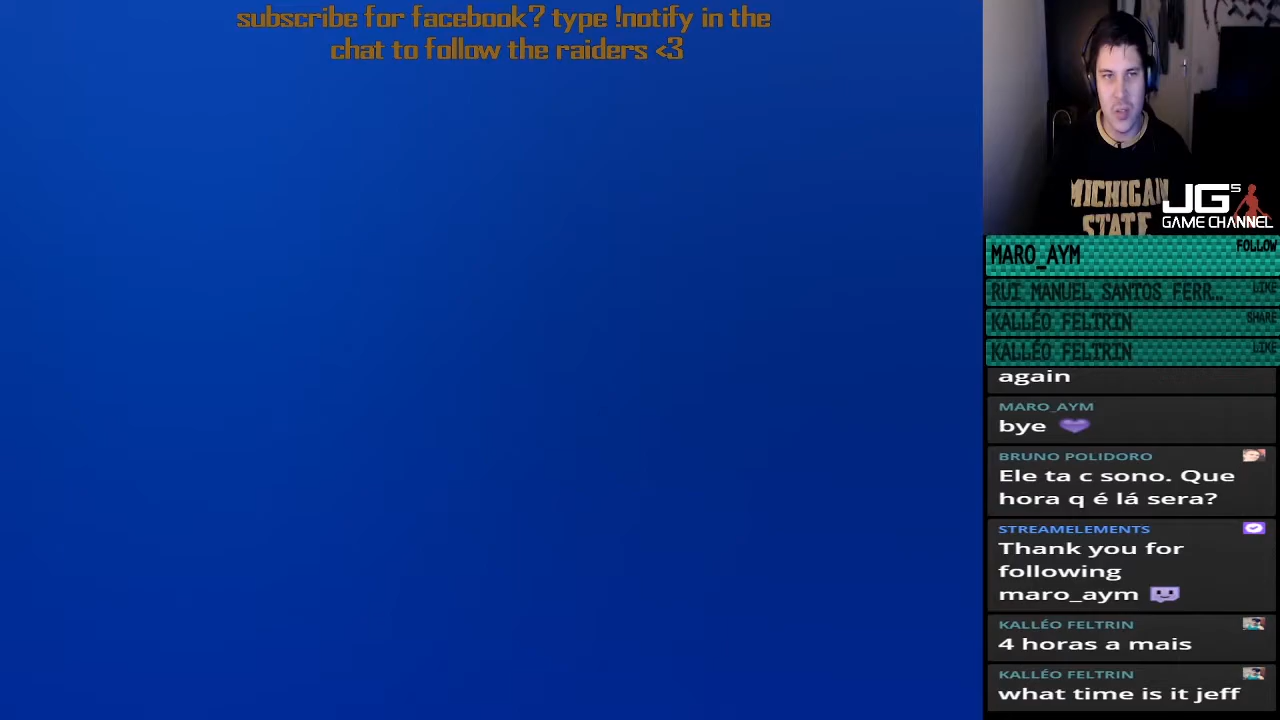 subscribe for facebook? type !notify in the
chat to follow the raiders <3
MICHIGAN
STATE
JG5
GAME CHANNEL
MARO_AYM FOLLOW
RUI MANUEL SANTOS FERR.. LIKE
KALLÉO FELTRIN SHARE
KALLÉO FELTRIN LIKE
again
MARO_AYM
bye
BRUNO POLIDORO
Ele ta c sono. Que
hora q é lá sera?
STREAMELEMENTS
Thank you for
following
maro_aym
KALLÉO FELTRIN
4 horas a mais
KALLÉO FELTRIN
what time is it jeff